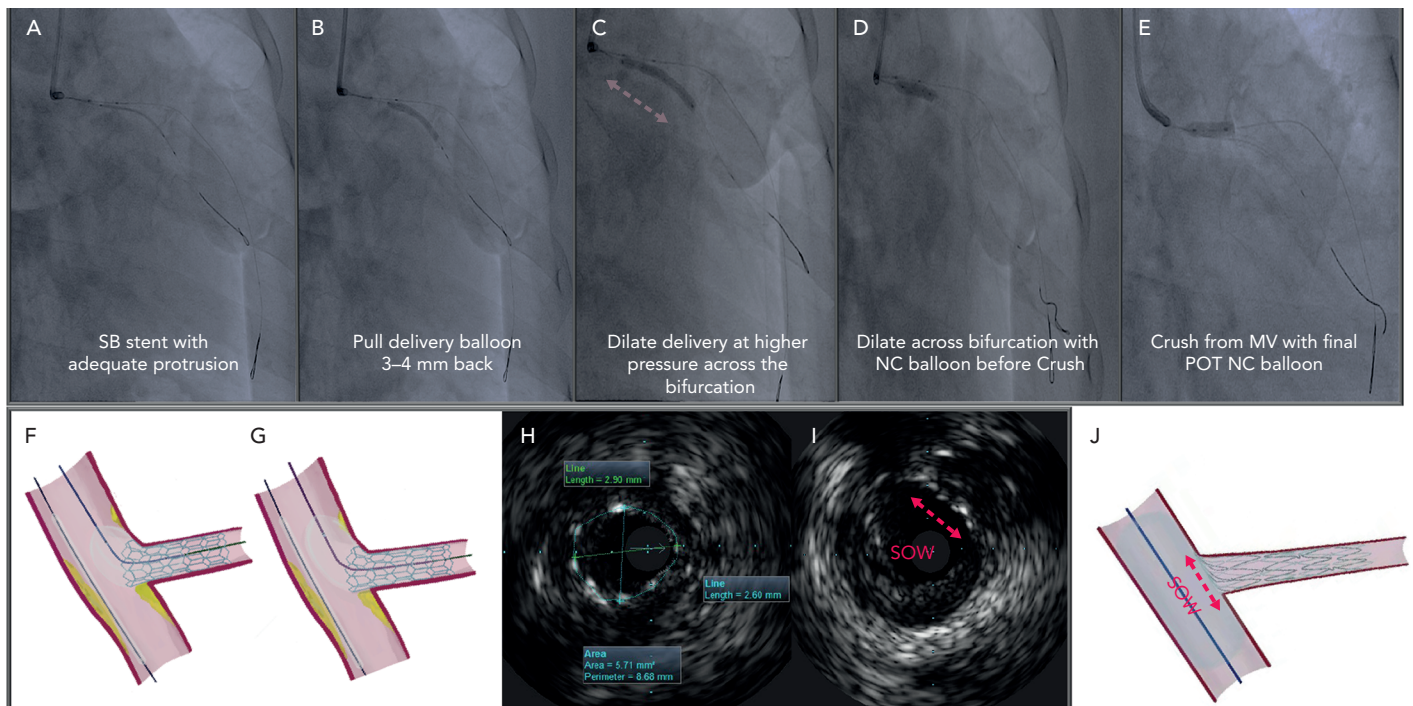 A
B
C
D
E
SB stent with
adequate protrusion
Pull delivery balloon
3–4 mm back
Dilate delivery at higher
pressure across the
bifurcation
Dilate across bifurcation with
NC balloon before Crush
Crush from MV with final
POT NC balloon
F
G
H
I
J
Line
Length = 2.90 mm
Line
Length = 2.60 mm
Area
Area = 5.71 mm²
Perimeter = 8.68 mm
SOW
SOW